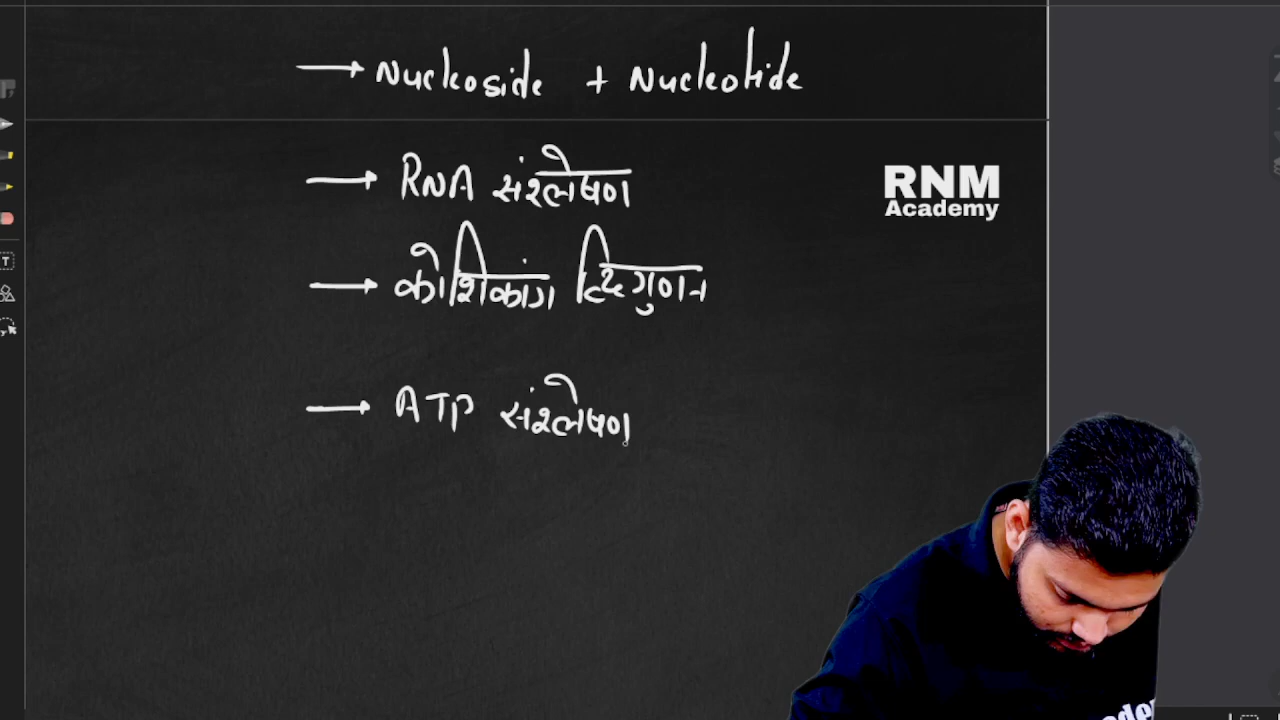 → Nucleoside + Nucleotide
→ RNA संश्लेषण
RNM
Academy
→ कोशिकांग द्विगुणन
→ ATP संश्लेषण